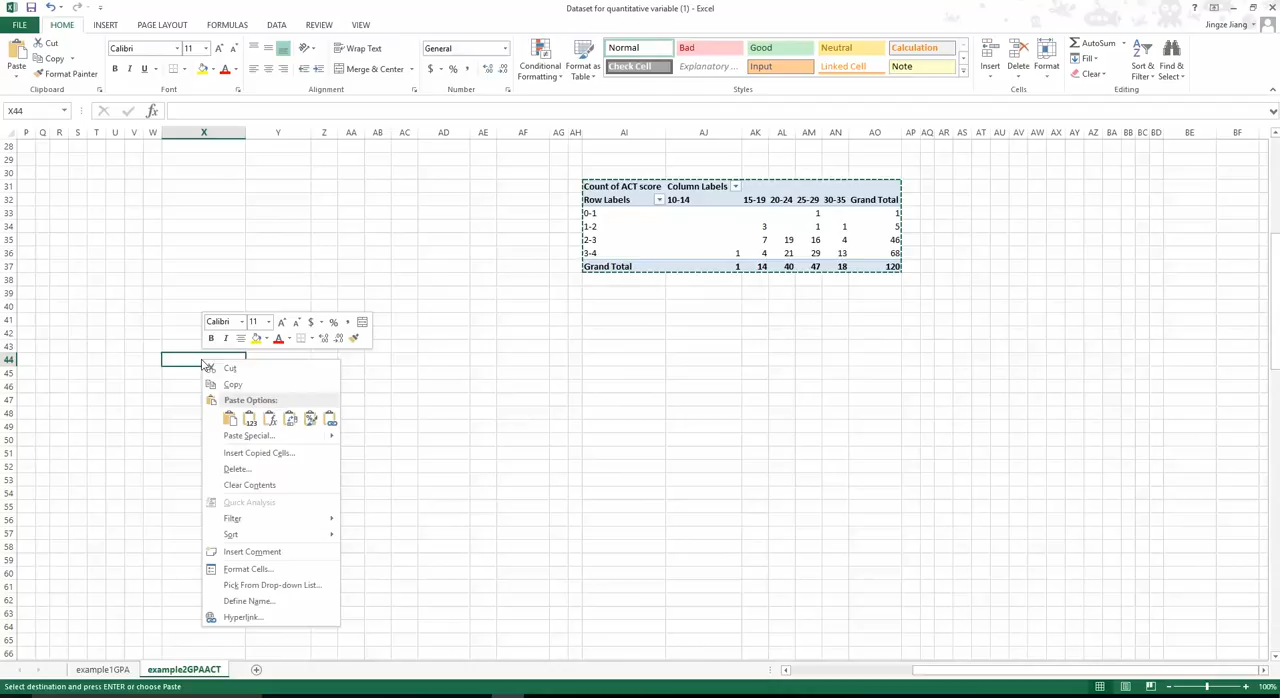 Dataset for quantitative variable (1) - Excel
FILE HOME INSERT PAGE LAYOUT FORMULAS DATA REVIEW VIEW Jingze Jiang
Paste Cut Copy Format Painter Clipboard
Calibri 11 B I U A Font
Wrap Text Merge & Center Alignment
General $ % , Number
Conditional Formatting Format as Table Normal Bad Good Neutral Calculation
Check Cell Explanatory ... Input Linked Cell Note Styles
Insert Delete Format Cells
AutoSum Fill Clear Sort & Filter Find & Select Editing
X44 fx
P Q R S T U V W X Y Z AA AB AC AD AE AF AG AH AI AJ AK AL AM AN AO AP AQ AR AS AT AU AV AW AX AY AZ BA BB BC BD BE BF
28
29
30
31 Count of ACT score Column Labels
32 Row Labels 10-14 15-19 20-24 25-29 30-35 Grand Total
33 0-1 1 1
34 1-2 3 1 1 5
35 2-3 7 19 16 4 46
36 3-4 1 4 21 29 13 68
37 Grand Total 1 14 40 47 18 120
38
39
40
41 Calibri 11 A A $ % ,
42 B I A
43
44
45 Cut
46 Copy
47 Paste Options:
48 123
49
50 Paste Special...
51 Insert Copied Cells...
52 Delete...
53 Clear Contents
54 Quick Analysis
55
56 Filter
57 Sort
58 Insert Comment
59
60 Format Cells...
61 Pick From Drop-down List...
62 Define Name...
63 Hyperlink...
64
65
66
example1GPA example2GPAACT
Select destination and press ENTER or choose Paste 100%